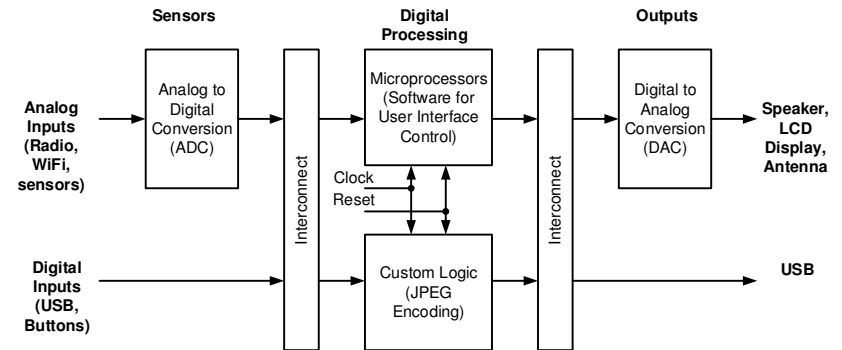 Sensors
Digital
Processing
Outputs
Analog
Inputs
(Radio,
WiFi,
sensors)
Analog to
Digital
Conversion
(ADC)
Interconnect
Microprocessors
(Software for
User Interface
Control)
Clock
Reset
Interconnect
Digital to
Analog
Conversion
(DAC)
Speaker,
LCD
Display,
Antenna
Digital
Inputs
(USB,
Buttons)
Custom Logic
(JPEG
Encoding)
USB